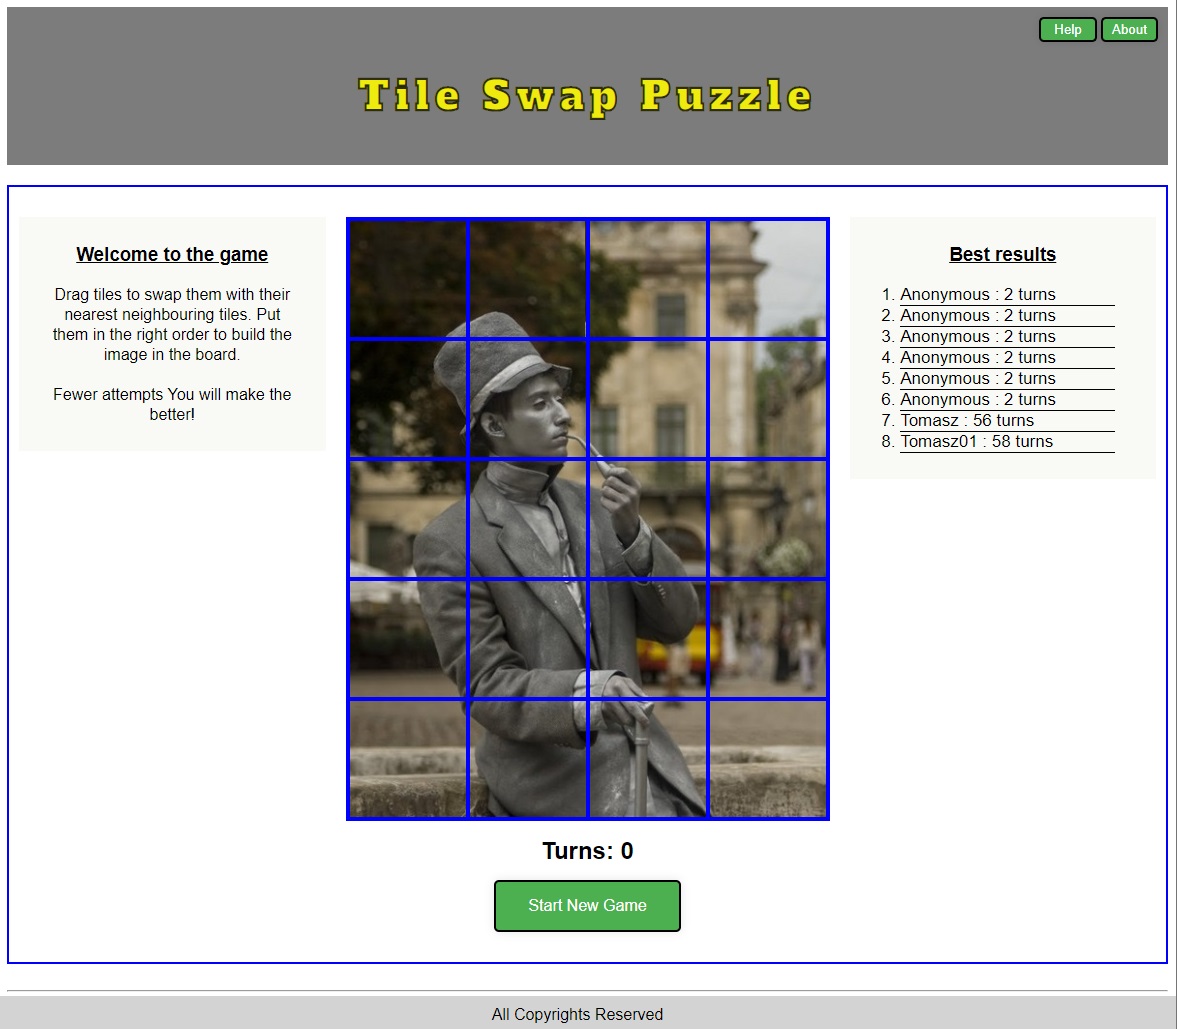 Help
About
Tile Swap Puzzle
Welcome to the game
Drag tiles to swap them with their
nearest neighbouring tiles. Put
them in the right order to build the
image in the board.
Fewer attempts You will make the
better!
Best results
1. Anonymous : 2 turns
2. Anonymous : 2 turns
3. Anonymous : 2 turns
4. Anonymous : 2 turns
5. Anonymous : 2 turns
6. Anonymous : 2 turns
7. Tomasz : 56 turns
8. Tomasz01 : 58 turns
Turns: 0
Start New Game
All Copyrights Reserved